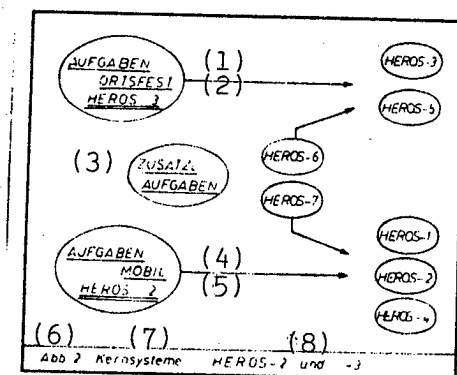 AUFGABEN
ORTSFEST
HEROS 3
(1)
(2)
HEROS-3
HEROS-5
(3)
ZUSÄTZL
AUFGABEN
HEROS-6
HEROS-7
AUFGABEN
MOBIL
HEROS 2
(4)
(5)
HEROS-1
HEROS-2
HEROS-4
(6) (7) (8)
Abb 2 Kernsysteme HEROS-2 und -3